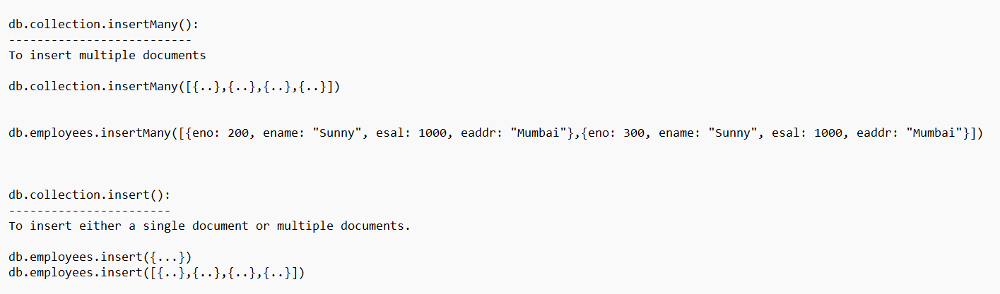 db.collection.insertMany():
--------------------------
To insert multiple documents
db.collection.insertMany([{..},{..},{..},{..}])
db.employees.insertMany([{eno: 200, ename: "Sunny", esal: 1000, eaddr: "Mumbai"},{eno: 300, ename: "Sunny", esal: 1000, eaddr: "Mumbai"}])
db.collection.insert():
-----------------------
To insert either a single document or multiple documents.
db.employees.insert({...})
db.employees.insert([{..},{..},{..},{..}])